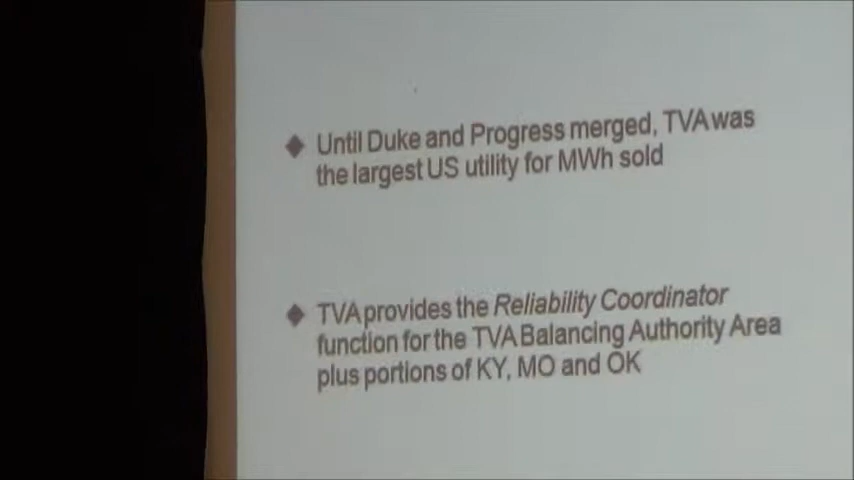 ◆ Until Duke and Progress merged, TVA was
the largest US utility for MWh sold
◆ TVA provides the Reliability Coordinator
function for the TVA Balancing Authority Area
plus portions of KY, MO and OK